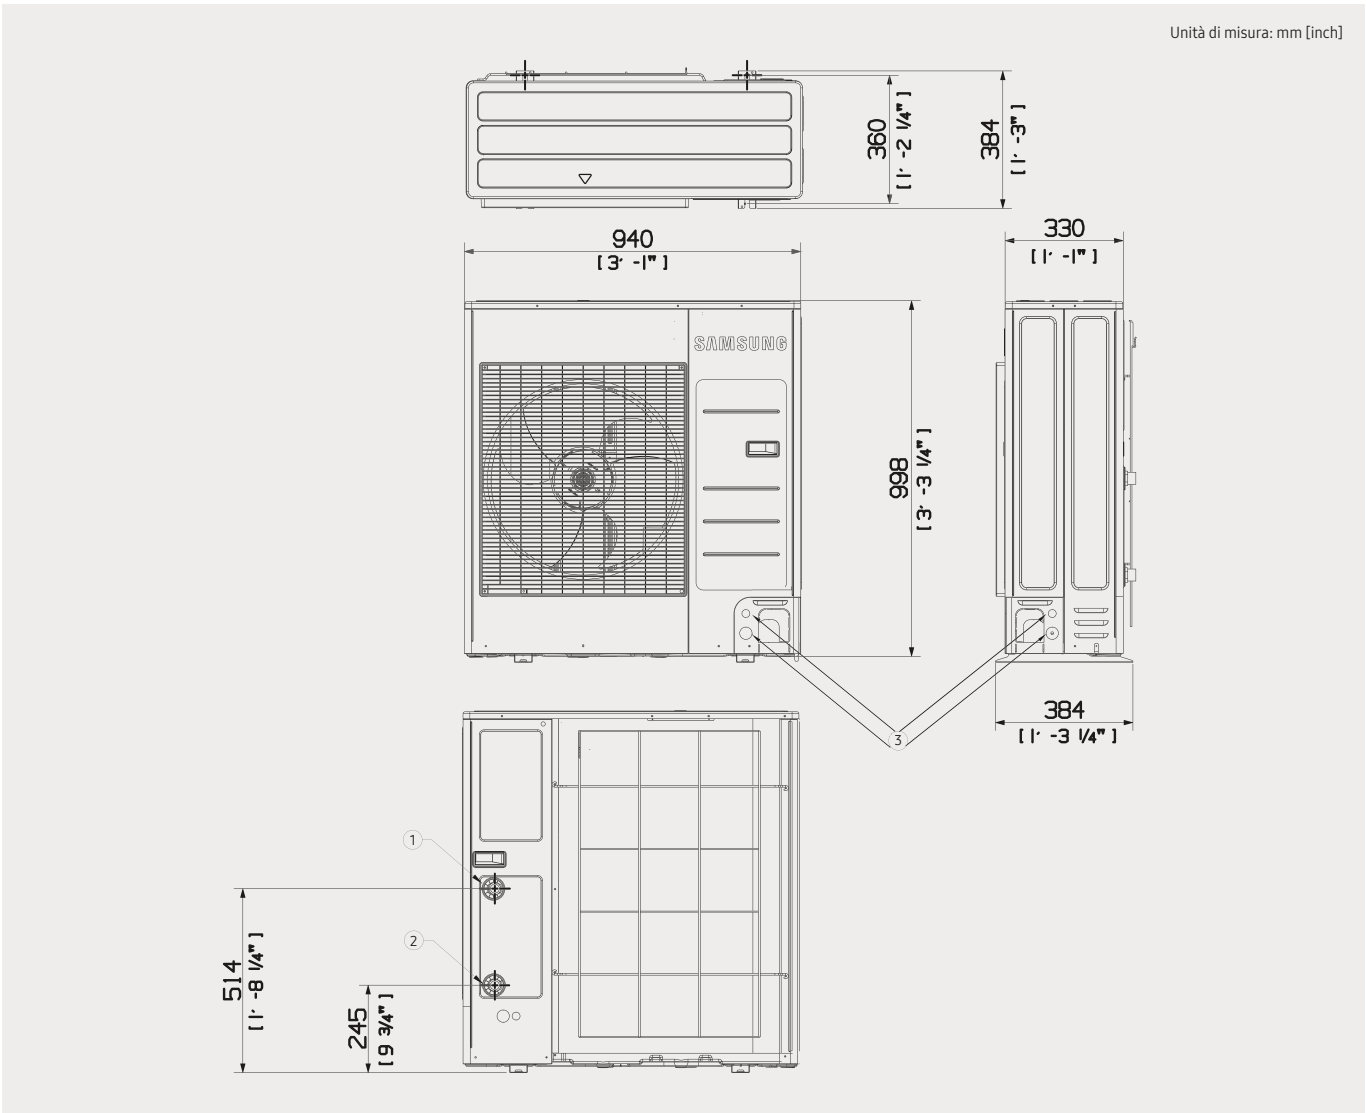 Unità di misura: mm [inch]
360
[ 1' -2 1/4" ]
384
[ 1' -3" ]
940
[ 3' -1" ]
330
[ 1' -1" ]
SAMSUNG
998
[ 3' -3 1/4" ]
384
[ 1' -3 1/4" ]
3
1
2
514
[ 1' -8 1/4" ]
245
[ 9 3/4" ]